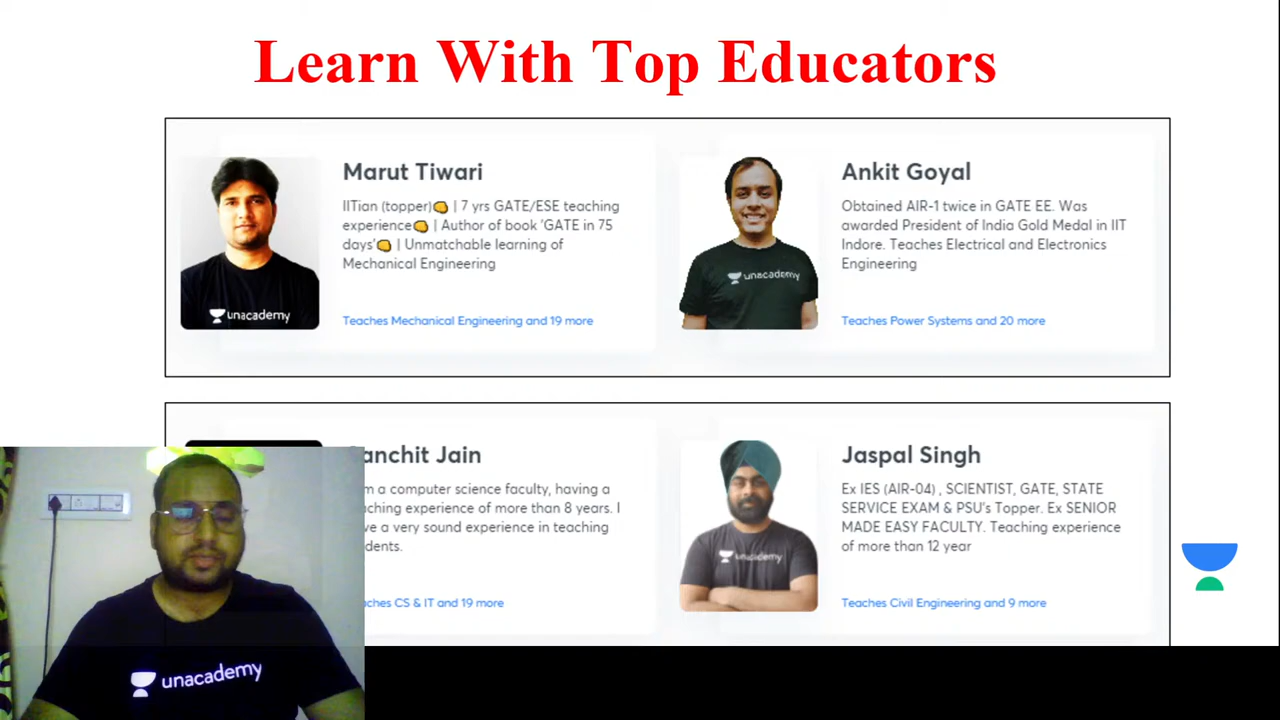 Learn With Top Educators
Marut Tiwari
IITian (topper)👊 | 7 yrs GATE/ESE teaching
experience👊 | Author of book 'GATE in 75
days'👊 | Unmatchable learning of
Mechanical Engineering
Teaches Mechanical Engineering and 19 more
unacademy
Ankit Goyal
Obtained AIR-1 twice in GATE EE. Was
awarded President of India Gold Medal in IIT
Indore. Teaches Electrical and Electronics
Engineering
Teaches Power Systems and 20 more
unacademy
anchit Jain
m a computer science faculty, having a
ching experience of more than 8 years. I
ve a very sound experience in teaching
dents.
ches CS & IT and 19 more
Jaspal Singh
Ex IES (AIR-04) , SCIENTIST, GATE, STATE
SERVICE EXAM & PSU's Topper. Ex SENIOR
MADE EASY FACULTY. Teaching experience
of more than 12 year
Teaches Civil Engineering and 9 more
unacademy
unacademy